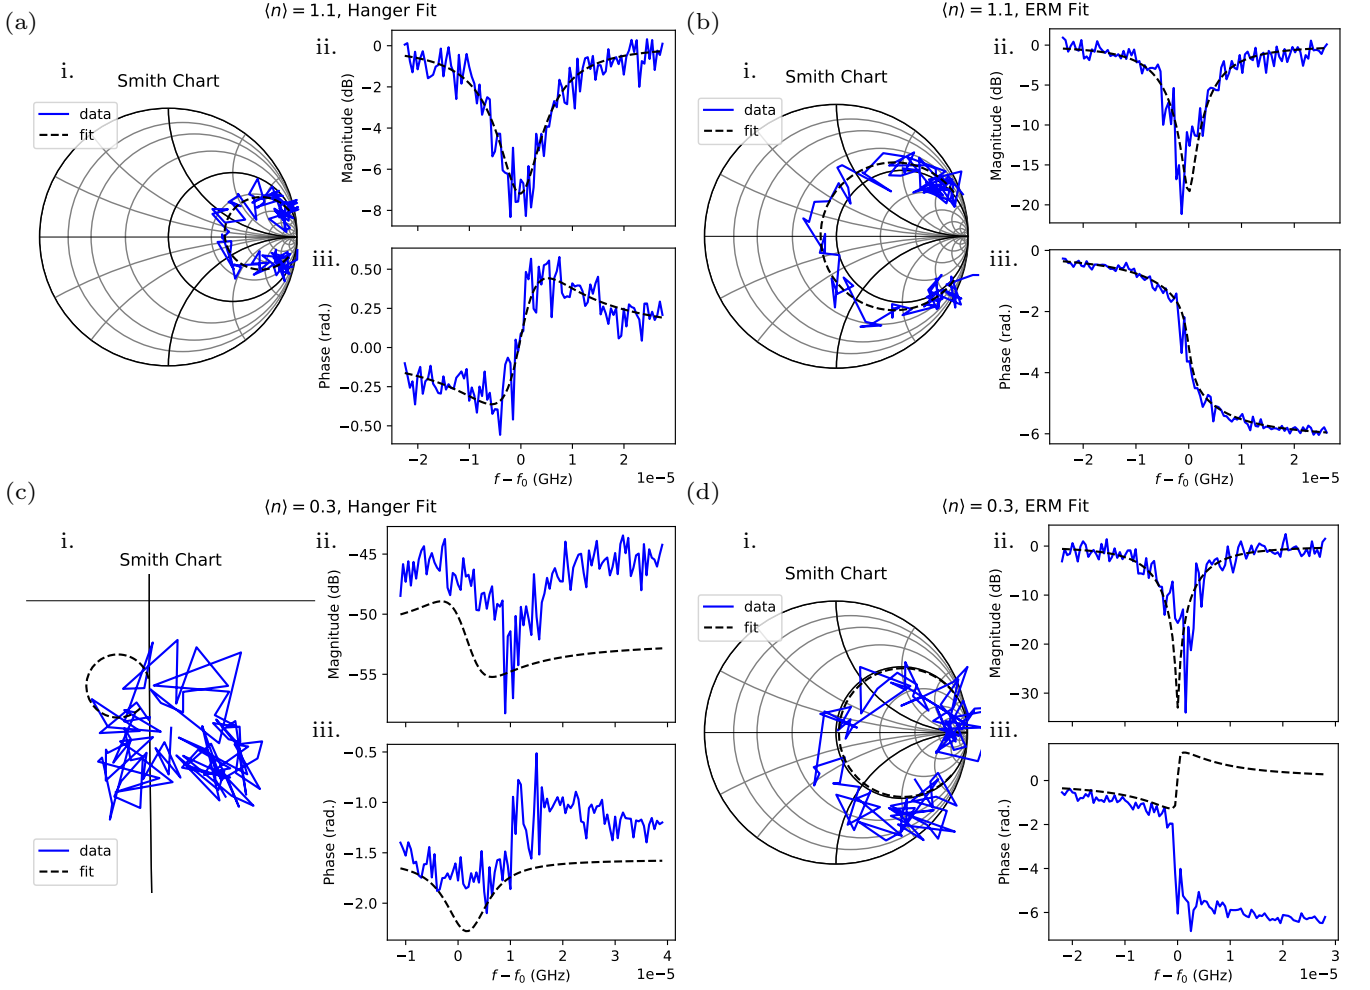 (a)
⟨n⟩ = 1.1, Hanger Fit
i.
Smith Chart
data
fit
ii.
Magnitude (dB)
0
−2
−4
−6
−8
iii.
Phase (rad.)
0.50
0.25
0.00
−0.25
−0.50
−2 −1 0 1 2
f − f0 (GHz)
1e−5
(b)
⟨n⟩ = 1.1, ERM Fit
i.
Smith Chart
data
fit
ii.
Magnitude (dB)
0
−5
−10
−15
−20
iii.
Phase (rad.)
0
−2
−4
−6
−2 −1 0 1 2
f − f0 (GHz)
1e−5
(c)
⟨n⟩ = 0.3, Hanger Fit
i.
Smith Chart
data
fit
ii.
Magnitude (dB)
−45
−50
−55
iii.
Phase (rad.)
−0.5
−1.0
−1.5
−2.0
−1 0 1 2 3 4
f − f0 (GHz)
1e−5
(d)
⟨n⟩ = 0.3, ERM Fit
i.
Smith Chart
data
fit
ii.
Magnitude (dB)
0
−10
−20
−30
iii.
Phase (rad.)
0
−2
−4
−6
−2 −1 0 1 2 3
f − f0 (GHz)
1e−5